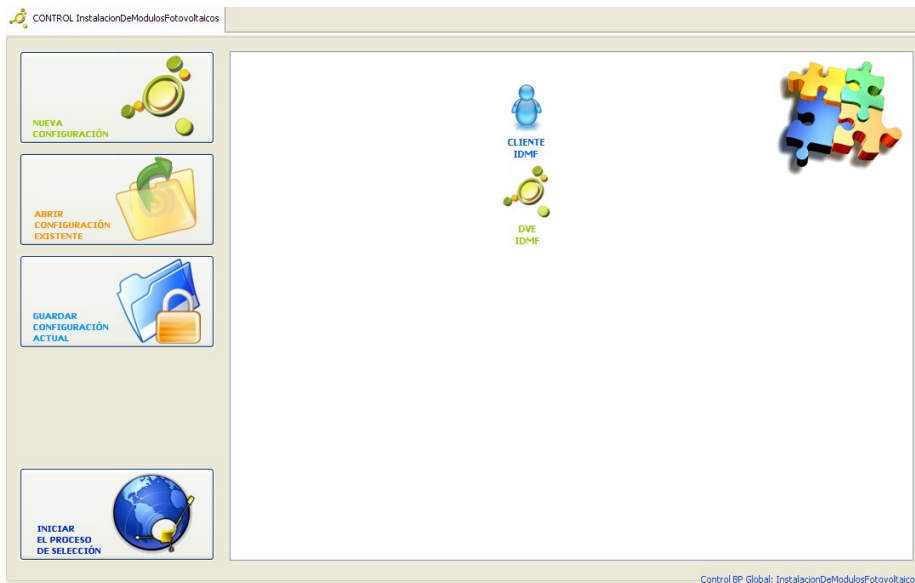 CONTROL InstalacionDeModulosFotovoltaicos
NUEVA
CONFIGURACIÓN
ABRIR
CONFIGURACIÓN
EXISTENTE
GUARDAR
CONFIGURACIÓN
ACTUAL
INICIAR
EL PROCESO
DE SELECCIÓN
CLIENTE
IDMF
DVE
IDMF
Control BP Global: InstalacionDeModulosFotovoltaico